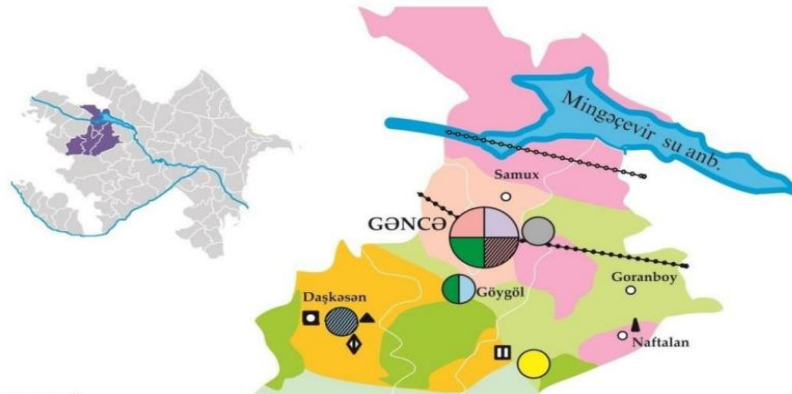 Mingəçevir su anb.
Samux
GƏNCƏ
Goranboy
Göygöl
Daşkəsən
Naftalan